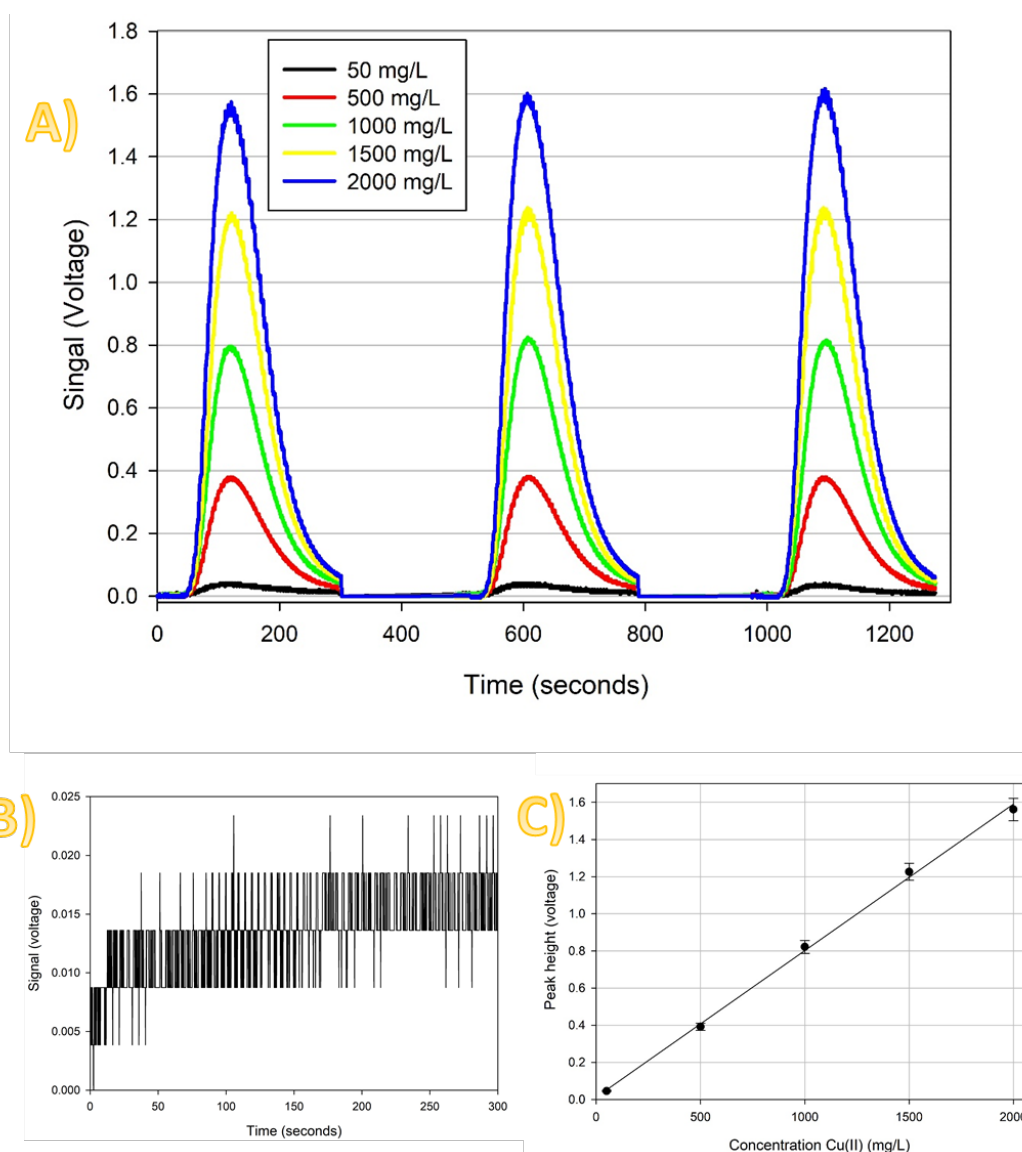 A)
1.8
1.6
1.4
1.2
1.0
0.8
0.6
0.4
0.2
0.0
Singal (Voltage)
50 mg/L
500 mg/L
1000 mg/L
1500 mg/L
2000 mg/L
0 200 400 600 800 1000 1200
Time (seconds)
B)
0.025
0.020
0.015
0.010
0.005
0.000
Signal (voltage)
0 50 100 150 200 250 300
Time (seconds)
C)
1.6
1.4
1.2
1.0
0.8
0.6
0.4
0.2
0.0
Peak height (voltage)
0 500 1000 1500 2000
Concentration Cu(II) (mg/L)